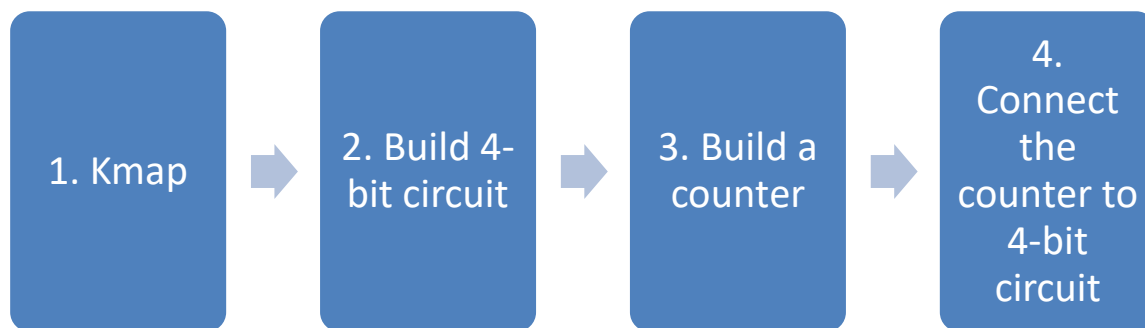 1. Kmap
2. Build 4-
bit circuit
3. Build a
counter
4.
Connect
the
counter to
4-bit
circuit